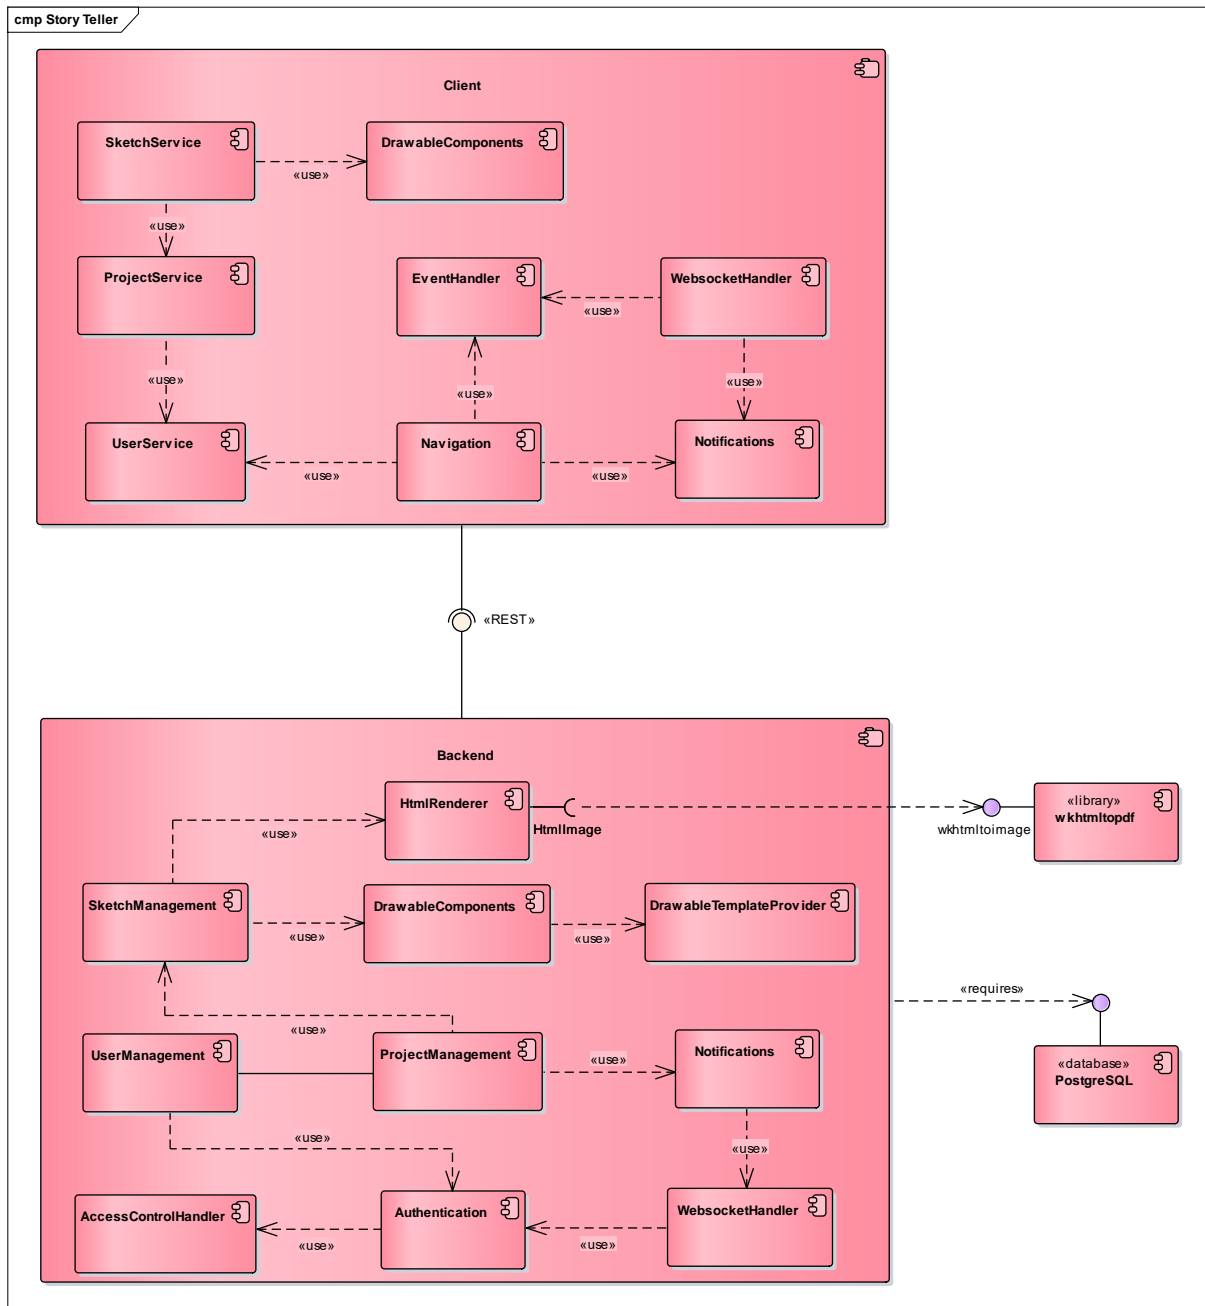 cmp Story Teller
Client
SketchService
DrawableComponents
«use»
«use»
ProjectService
EventHandler
WebsocketHandler
«use»
«use»
«use»
«use»
UserService
Navigation
Notifications
«use»
«use»
«REST»
Backend
HtmlRenderer
HtmlImage
wkhtmltoimage
«library»
wkhtmltopdf
«use»
SketchManagement
DrawableComponents
DrawableTemplateProvider
«use»
«use»
«requires»
«use»
UserManagement
ProjectManagement
Notifications
«use»
«database»
PostgreSQL
«use»
«use»
AccessControlHandler
Authentication
WebsocketHandler
«use»
«use»